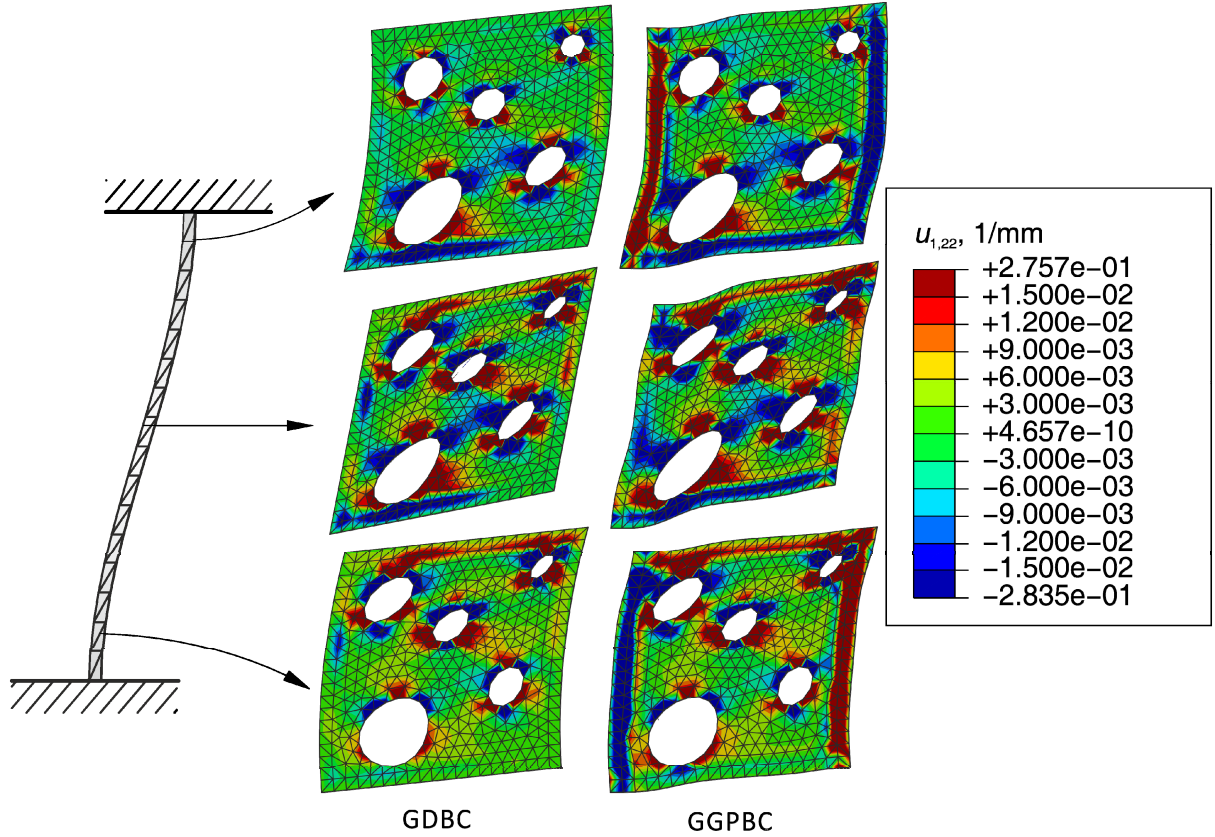 u1,22, 1/mm
+2.757e−01
+1.500e−02
+1.200e−02
+9.000e−03
+6.000e−03
+3.000e−03
+4.657e−10
−3.000e−03
−6.000e−03
−9.000e−03
−1.200e−02
−1.500e−02
−2.835e−01
GDBC
GGPBC